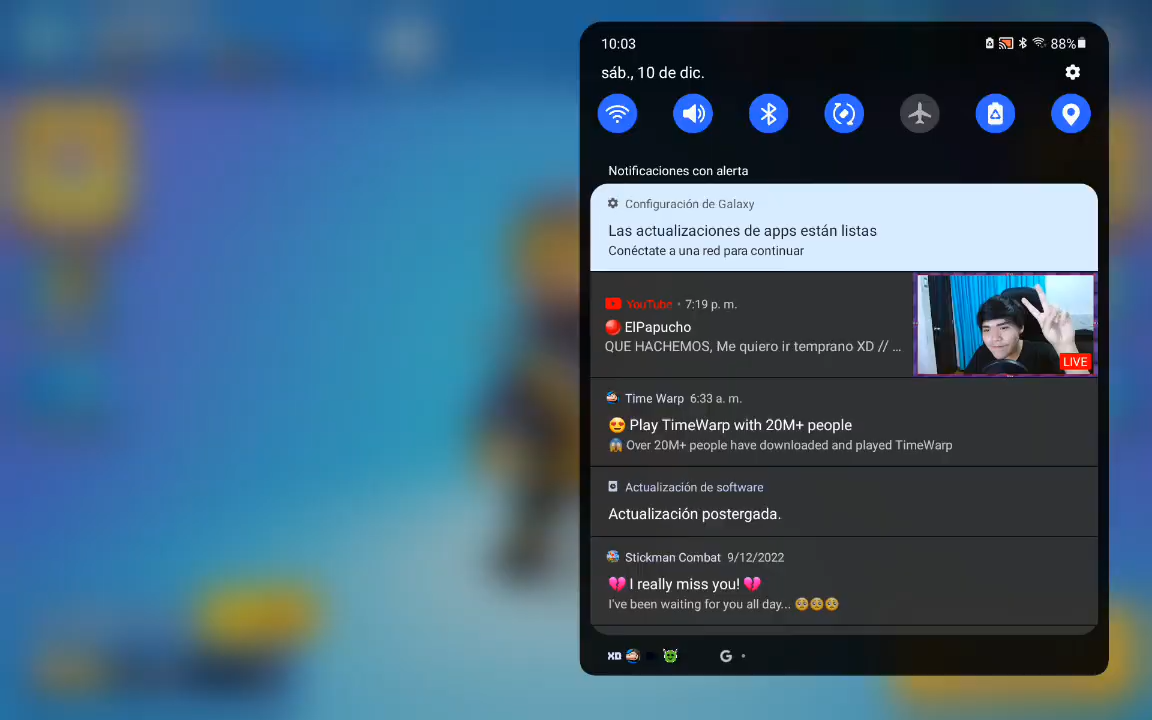 10:03
88%
sáb., 10 de dic.
Notificaciones con alerta
Configuración de Galaxy
Las actualizaciones de apps están listas
Conéctate a una red para continuar
YouTube • 7:19 p. m.
ElPapucho
QUE HACHEMOS, Me quiero ir temprano XD // ...
LIVE
Time Warp 6:33 a. m.
😍 Play TimeWarp with 20M+ people
😱 Over 20M+ people have downloaded and played TimeWarp
Actualización de software
Actualización postergada.
Stickman Combat 9/12/2022
💔 I really miss you! 💔
I've been waiting for you all day... 🥺🥺🥺
XD
G